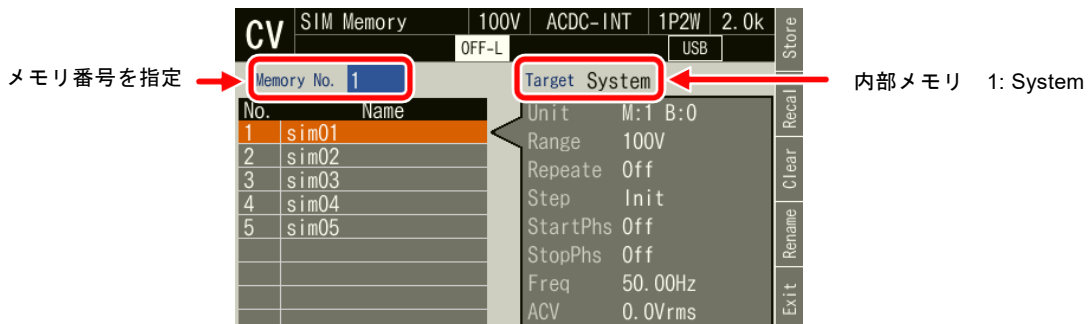 CV SIM Memory 100V ACDC-INT 1P2W 2.0k
OFF-L USB
メモリ番号を指定
Memory No. 1
Target System
内部メモリ 1: System
No. Name
1 sim01
2 sim02
3 sim03
4 sim04
5 sim05
Unit M:1 B:0
Range 100V
Repeate Off
Step Init
StartPhs Off
StopPhs Off
Freq 50.00Hz
ACV 0.0Vrms
Store
Recal
Clear
Rename
Exit